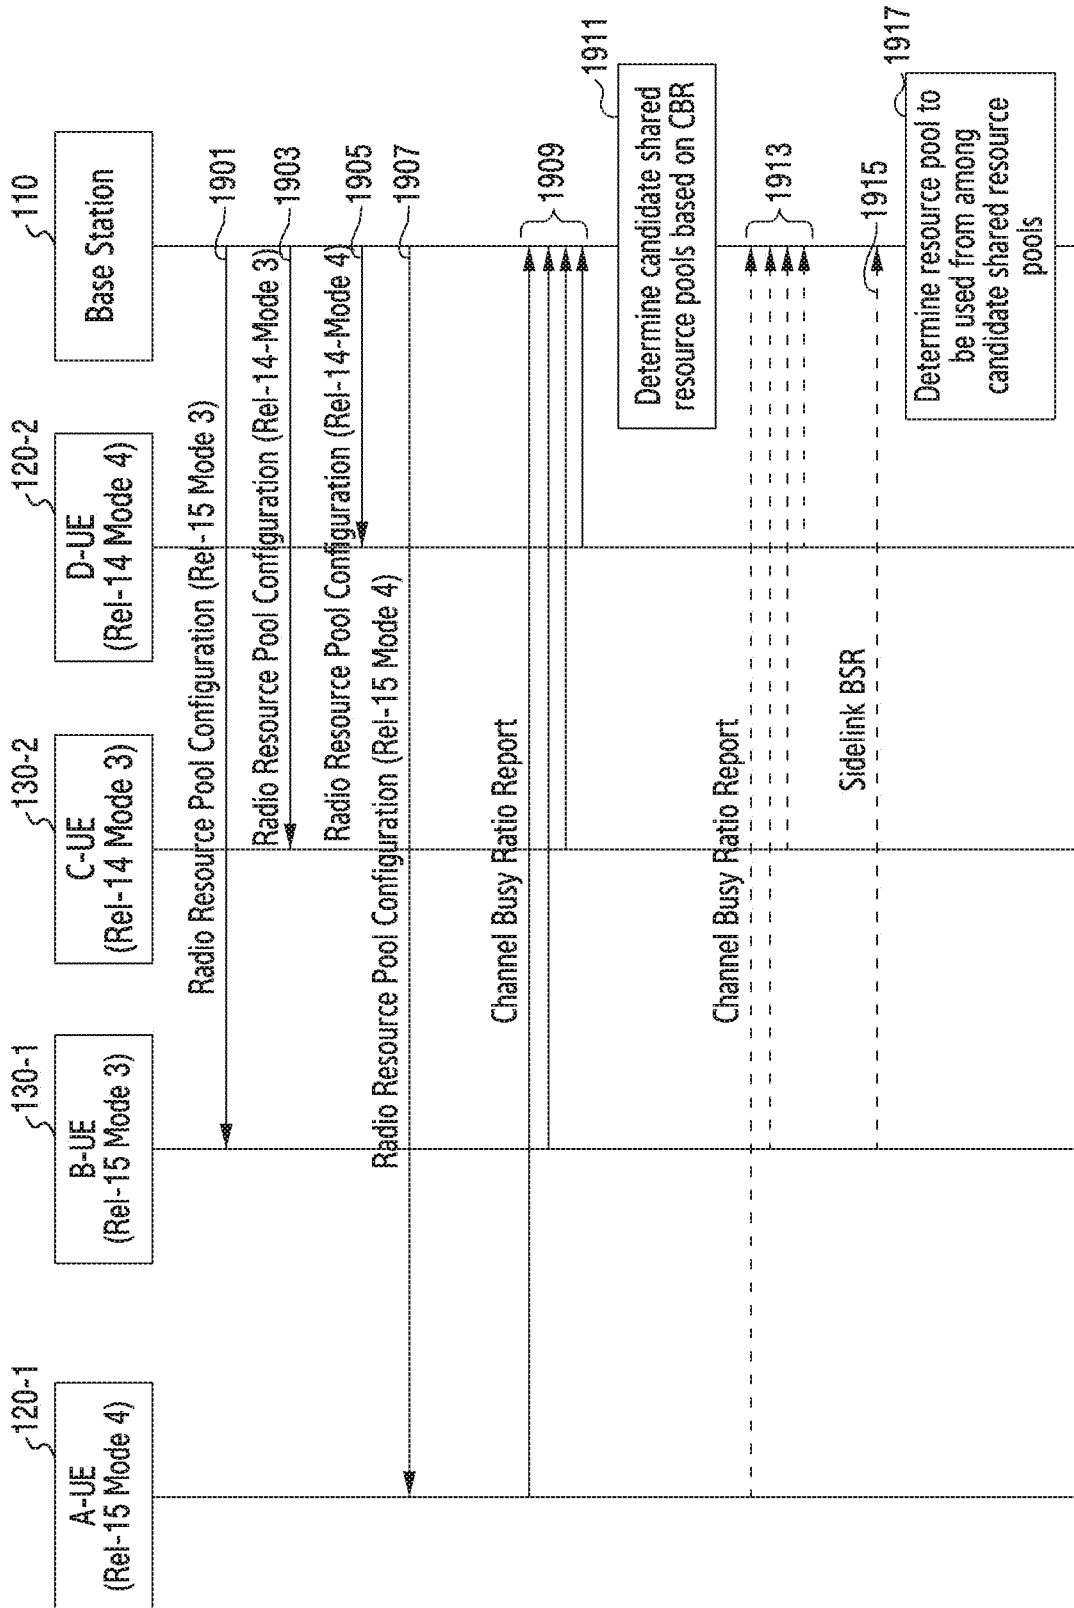 120-1
A-UE
(Rel-15 Mode 4)
130-1
B-UE
(Rel-15 Mode 3)
130-2
C-UE
(Rel-14 Mode 3)
120-2
D-UE
(Rel-14 Mode 4)
110
Base Station
Radio Resource Pool Configuration (Rel-15 Mode 3)
1901
Radio Resource Pool Configuration (Rel-14-Mode 3)
1903
Radio Resource Pool Configuration (Rel-14-Mode 4)
1905
Radio Resource Pool Configuration (Rel-15 Mode 4)
1907
Channel Busy Ratio Report
1909
1911
Determine candidate shared
resource pools based on CBR
Channel Busy Ratio Report
1913
Sidelink BSR
1915
1917
Determine resource pool to
be used from among
candidate shared resource
pools